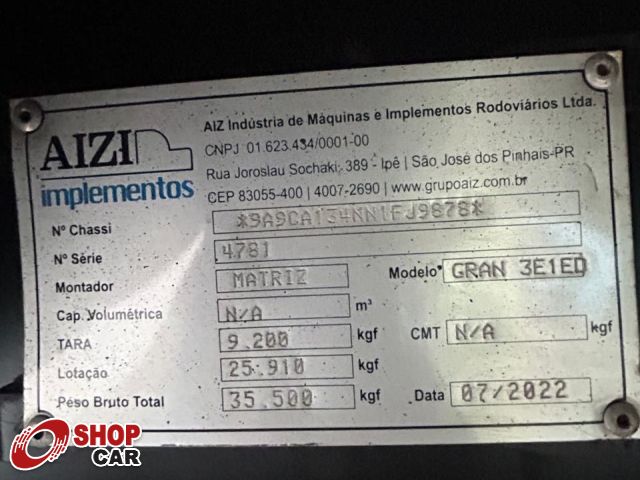 AIZ
implementos
AIZ Indústria de Máquinas e Implementos Rodoviários Ltda.
CNPJ 01.623.434/0001-00
Rua Joroslau Sochaki, 389 - Ipê | São José dos Pinhais-PR
CEP 83055-400 | 4007-2690 | www.grupoaiz.com.br
Nº Chassi *9A9CA134NN1FJ9878*
Nº Série 4781
Montador MATRIZ Modelo GRAN 3E1ED
Cap. Volumétrica N/A m³
TARA 9.200 kgf CMT N/A kgf
Lotação 25.910 kgf
Peso Bruto Total 35.500 kgf Data 07/2022
SHOP
CAR